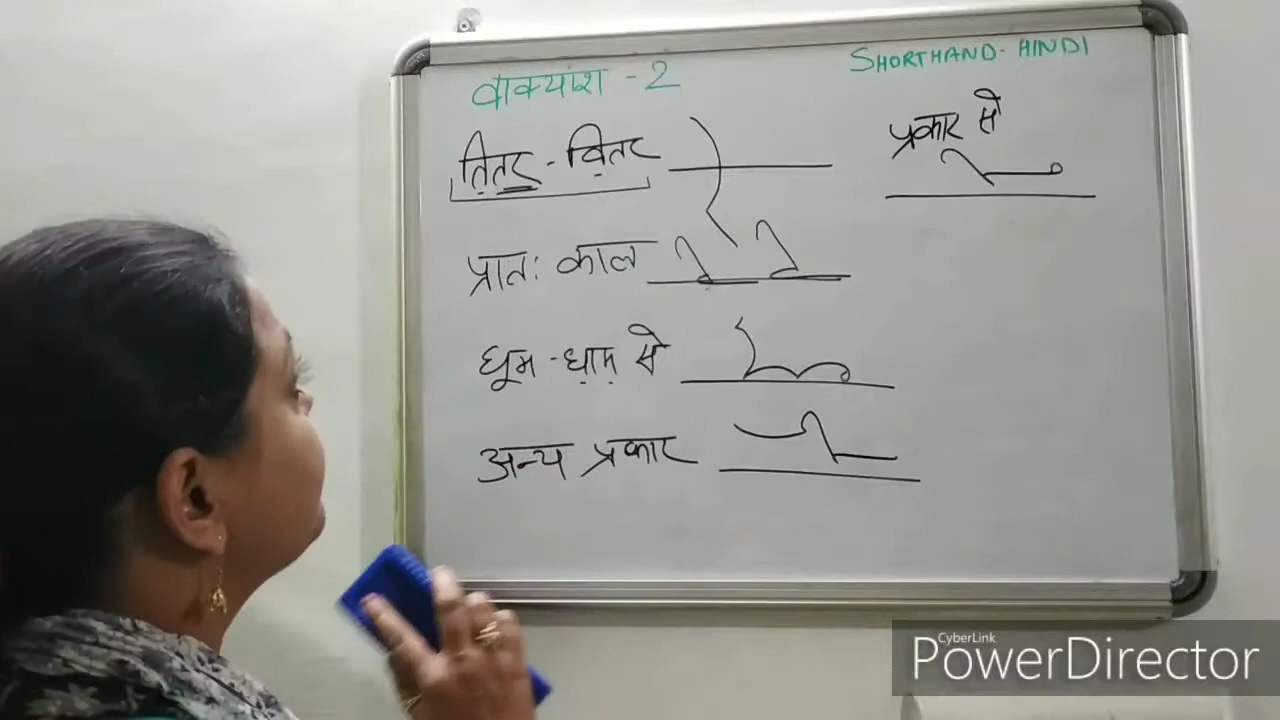 वाक्यांश - 2
SHORTHAND-HINDI
तितर - बितर
प्रकार से
प्रातः काल
धूम - धाम से
अन्य प्रकार
CyberLink
PowerDirector